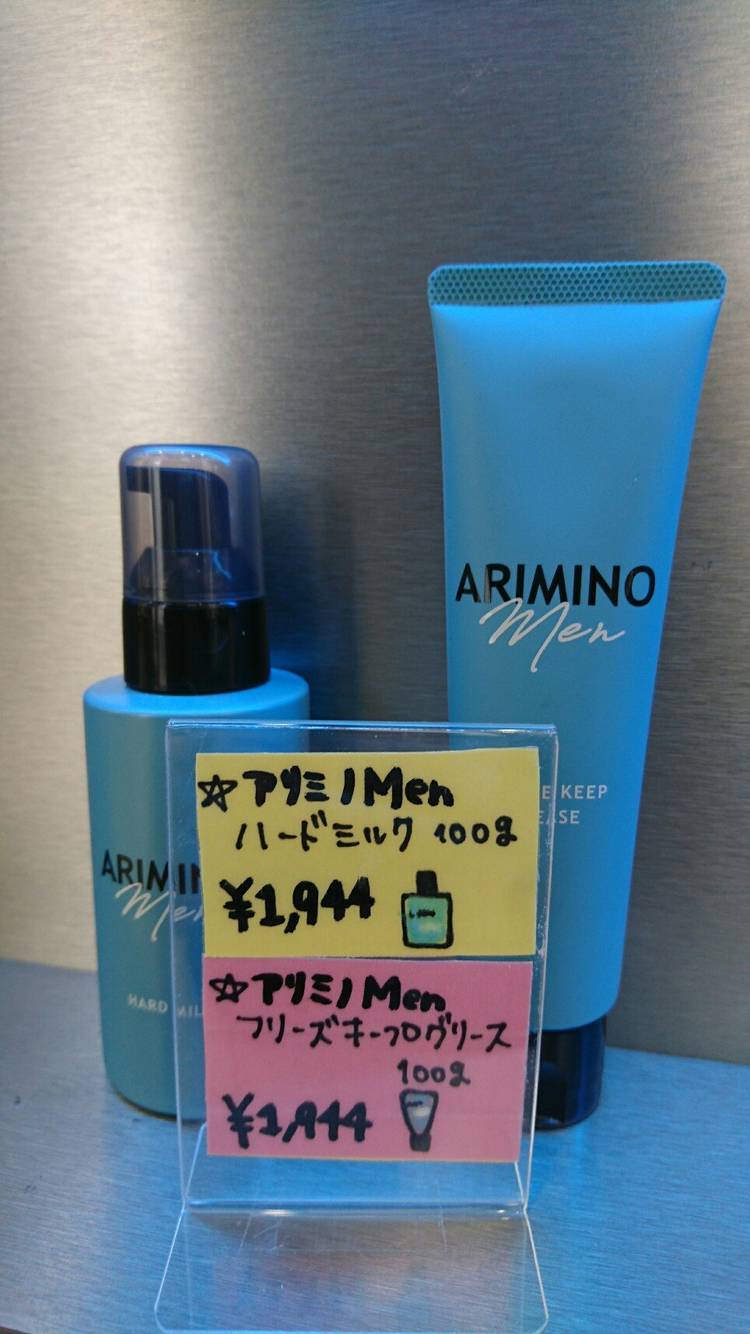 ARIMINO
Men
E KEEP
EASE
ARIMIN
Men
HARD MIL
☆アリミノMen
ハードミルク 100g
¥1,944
☆アリミノMen
フリーズキープグリース
100g
¥1,944